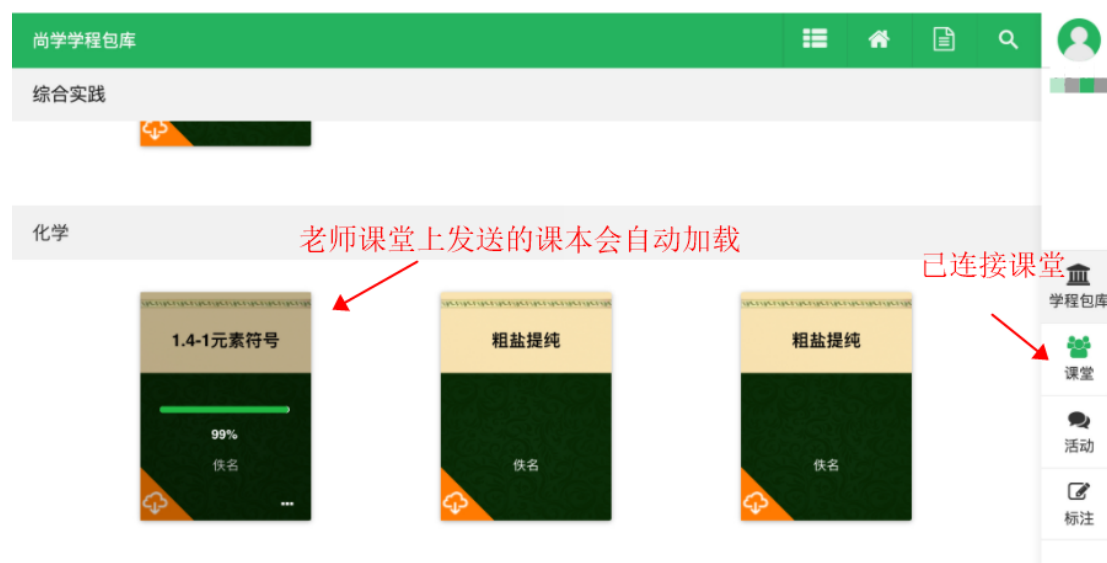 尚学学程包库
综合实践
化学
老师课堂上发送的课本会自动加载
已连接课堂
学程包库
1.4-1元素符号
粗盐提纯
粗盐提纯
课堂
99%
佚名
佚名
佚名
活动
标注